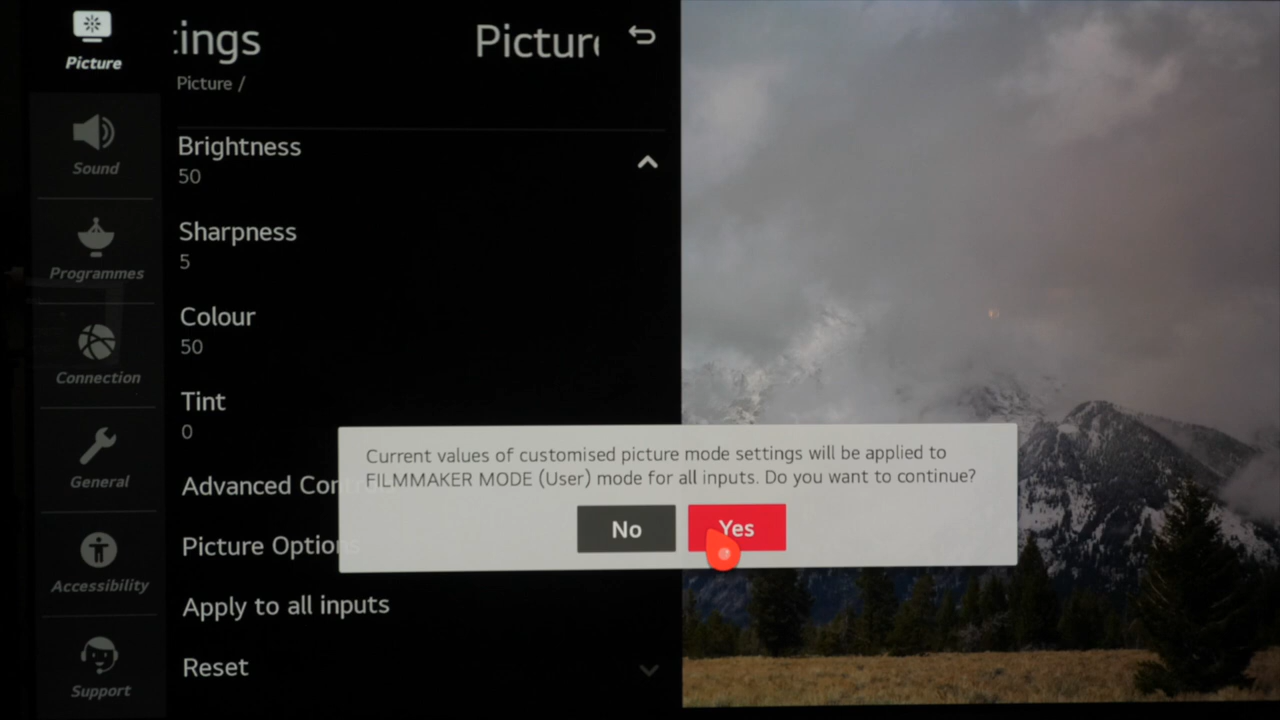 Picture
Sound
Programmes
Connection
General
Accessibility
Support
tings
Pictur
Picture /
Brightness
50
Sharpness
5
Colour
50
Tint
0
Advanced Con
Picture Option
Apply to all inputs
Reset
Current values of customised picture mode settings will be applied to
FILMMAKER MODE (User) mode for all inputs. Do you want to continue?
No
Yes